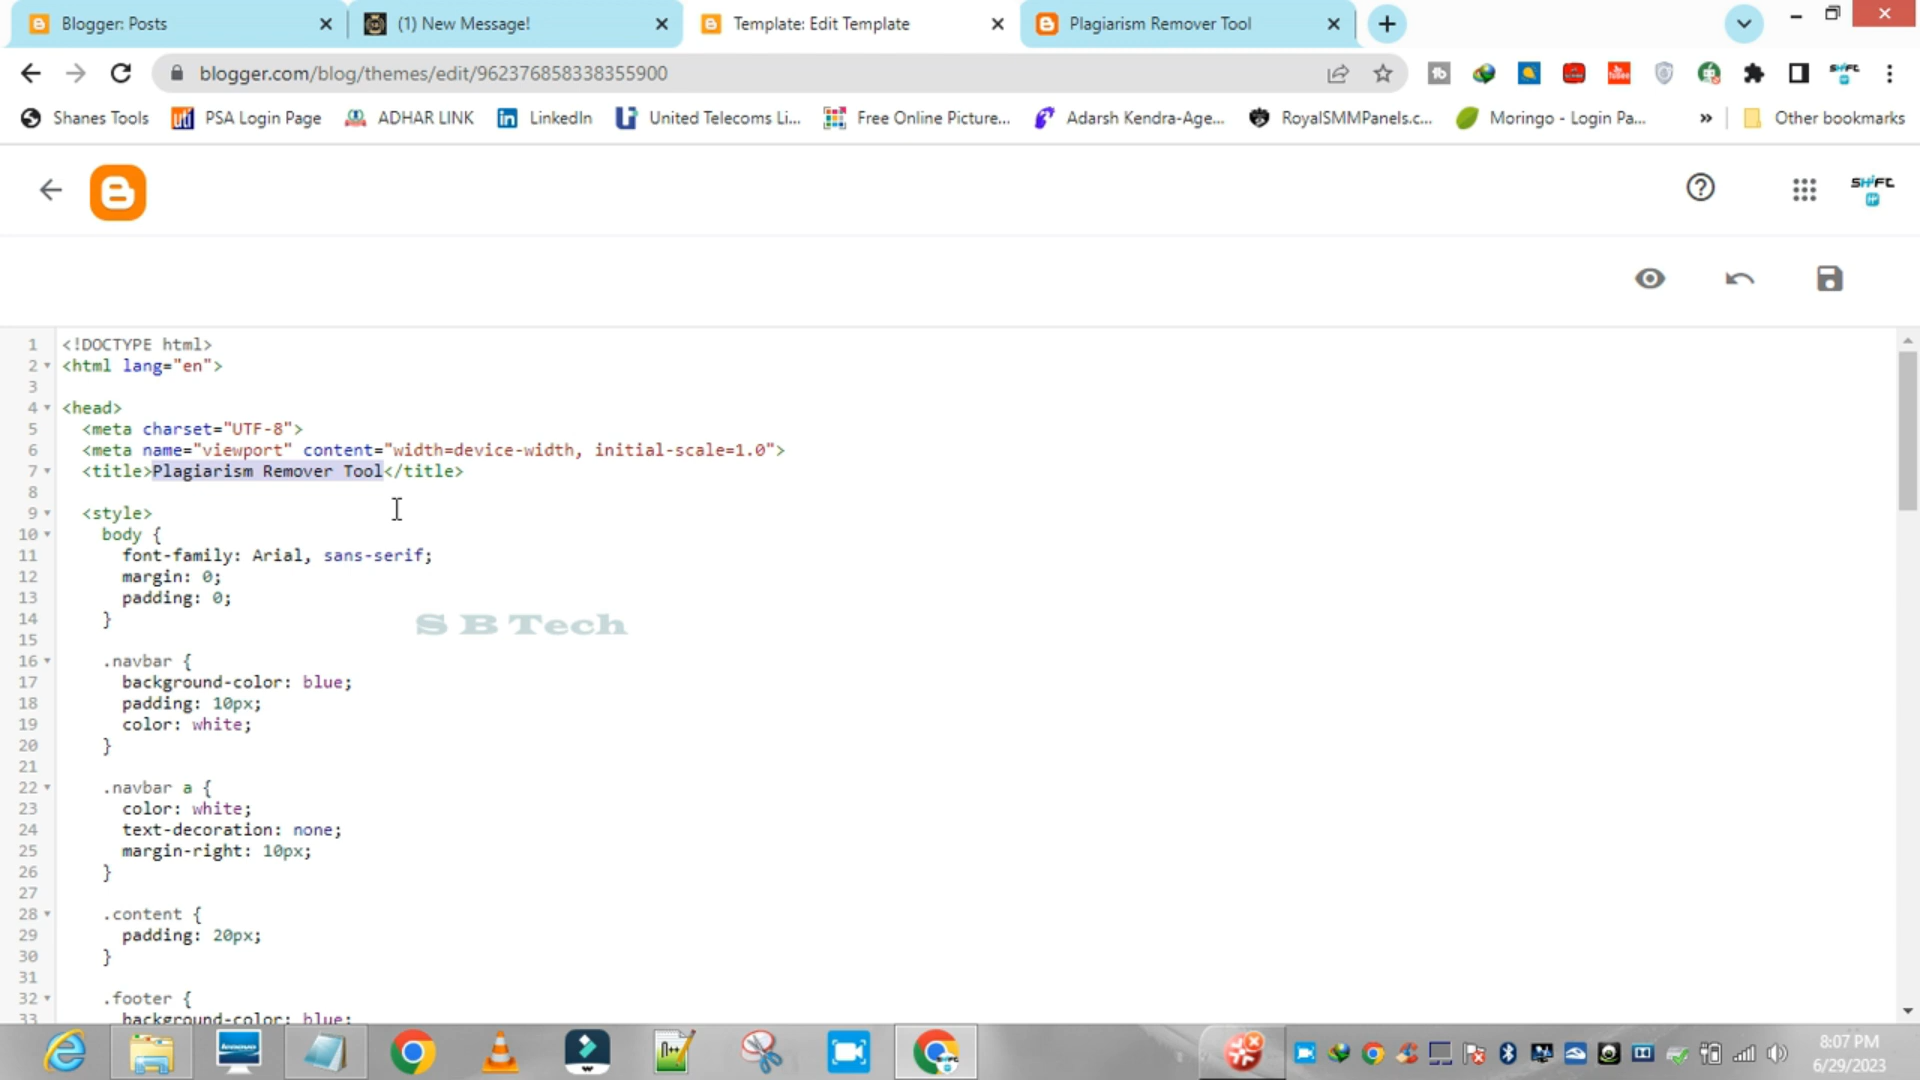 Blogger: Posts
(1) New Message!
Template: Edit Template
Plagiarism Remover Tool
blogger.com/blog/themes/edit/962376858338355900
Shanes Tools
PSA Login Page
ADHAR LINK
LinkedIn
United Telecoms Li...
Free Online Picture...
Adarsh Kendra-Age...
RoyalSMMPanels.c...
Moringo - Login Pa...
»
Other bookmarks
1 <!DOCTYPE html>
2 <html lang="en">
3
4 <head>
5 <meta charset="UTF-8">
6 <meta name="viewport" content="width=device-width, initial-scale=1.0">
7 <title>Plagiarism Remover Tool</title>
8
9 <style>
10 body {
11 font-family: Arial, sans-serif;
12 margin: 0;
13 padding: 0;
14 }
S B Tech
15
16 .navbar {
17 background-color: blue;
18 padding: 10px;
19 color: white;
20 }
21
22 .navbar a {
23 color: white;
24 text-decoration: none;
25 margin-right: 10px;
26 }
27
28 .content {
29 padding: 20px;
30 }
31
32 .footer {
33 background-color: blue;
8:07 PM
6/29/2023